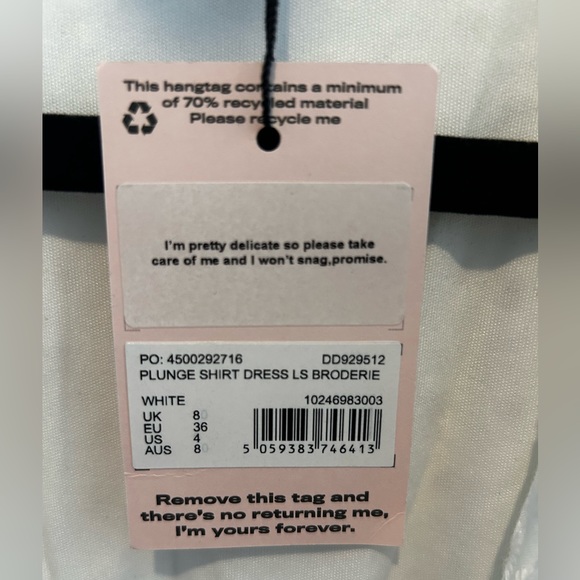 This hangtag contains a minimum
of 70% recycled material
Please recycle me
I'm pretty delicate so please take
care of me and I won't snag,promise.
PO: 4500292716 DD929512
PLUNGE SHIRT DRESS LS BRODERIE
WHITE 10246983003
UK 8
EU 36
US 4
AUS 8
5 059383 746413
Remove this tag and
there's no returning me,
I'm yours forever.